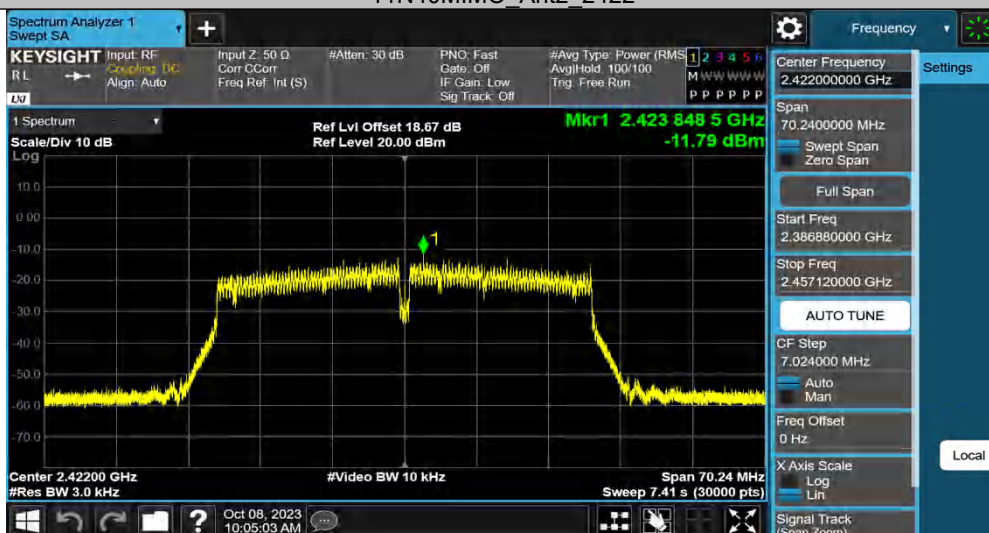 Spectrum Analyzer 1
Swept SA
Frequency
KEYSIGHT
RL
LXI
Input: RF
Coupling: DC
Align: Auto
Input Z: 50 Ω
Corr CCorr
Freq Ref: Int (S)
#Atten: 30 dB
PNO: Fast
Gate: Off
IF Gain: Low
Sig Track: Off
#Avg Type: Power (RMS
Avg|Hold: 100/100
Trig: Free Run
1 2 3 4 5 6
M W W W W W
P P P P P P
1 Spectrum
Scale/Div 10 dB
Ref Lvl Offset 18.67 dB
Ref Level 20.00 dBm
Mkr1 2.423 848 5 GHz
-11.79 dBm
Log
10.0
0.00
-10.0
-20.0
-30.0
-40.0
-50.0
-60.0
-70.0
1
Center 2.42200 GHz
#Res BW 3.0 kHz
#Video BW 10 kHz
Span 70.24 MHz
Sweep 7.41 s (30000 pts)
Oct 08, 2023
10:05:03 AM
Center Frequency
2.422000000 GHz
Settings
Span
70.2400000 MHz
Swept Span
Zero Span
Full Span
Start Freq
2.386880000 GHz
Stop Freq
2.457120000 GHz
AUTO TUNE
CF Step
7.024000 MHz
Auto
Man
Freq Offset
0 Hz
X Axis Scale
Log
Lin
Local
Signal Track
(Span Zoom)